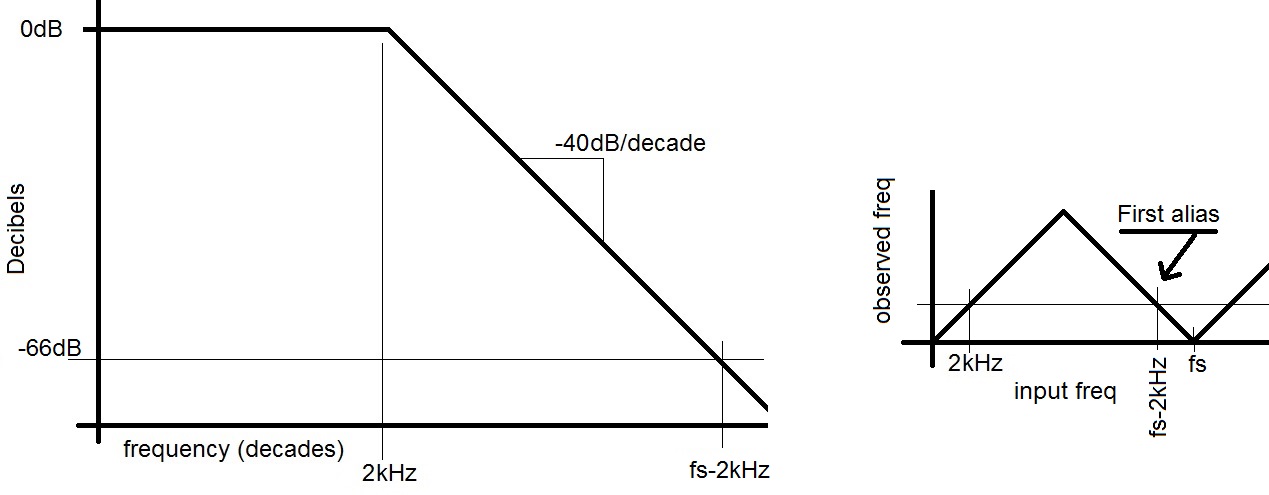 0dB
-40dB/decade
Decibels
-66dB
frequency (decades)
2kHz
fs-2kHz
First alias
observed freq
2kHz
fs-2kHz
fs
input freq